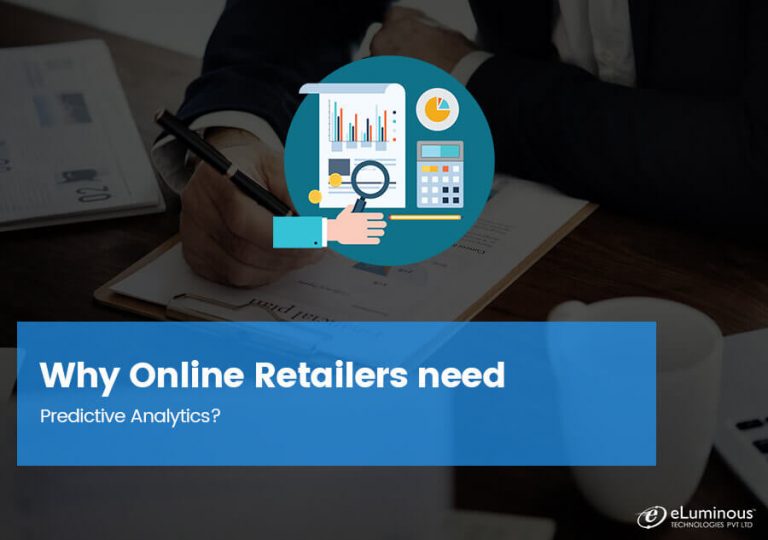 Why Online Retailers need
Predictive Analytics?
eLuminous
TECHNOLOGIES PVT LTD